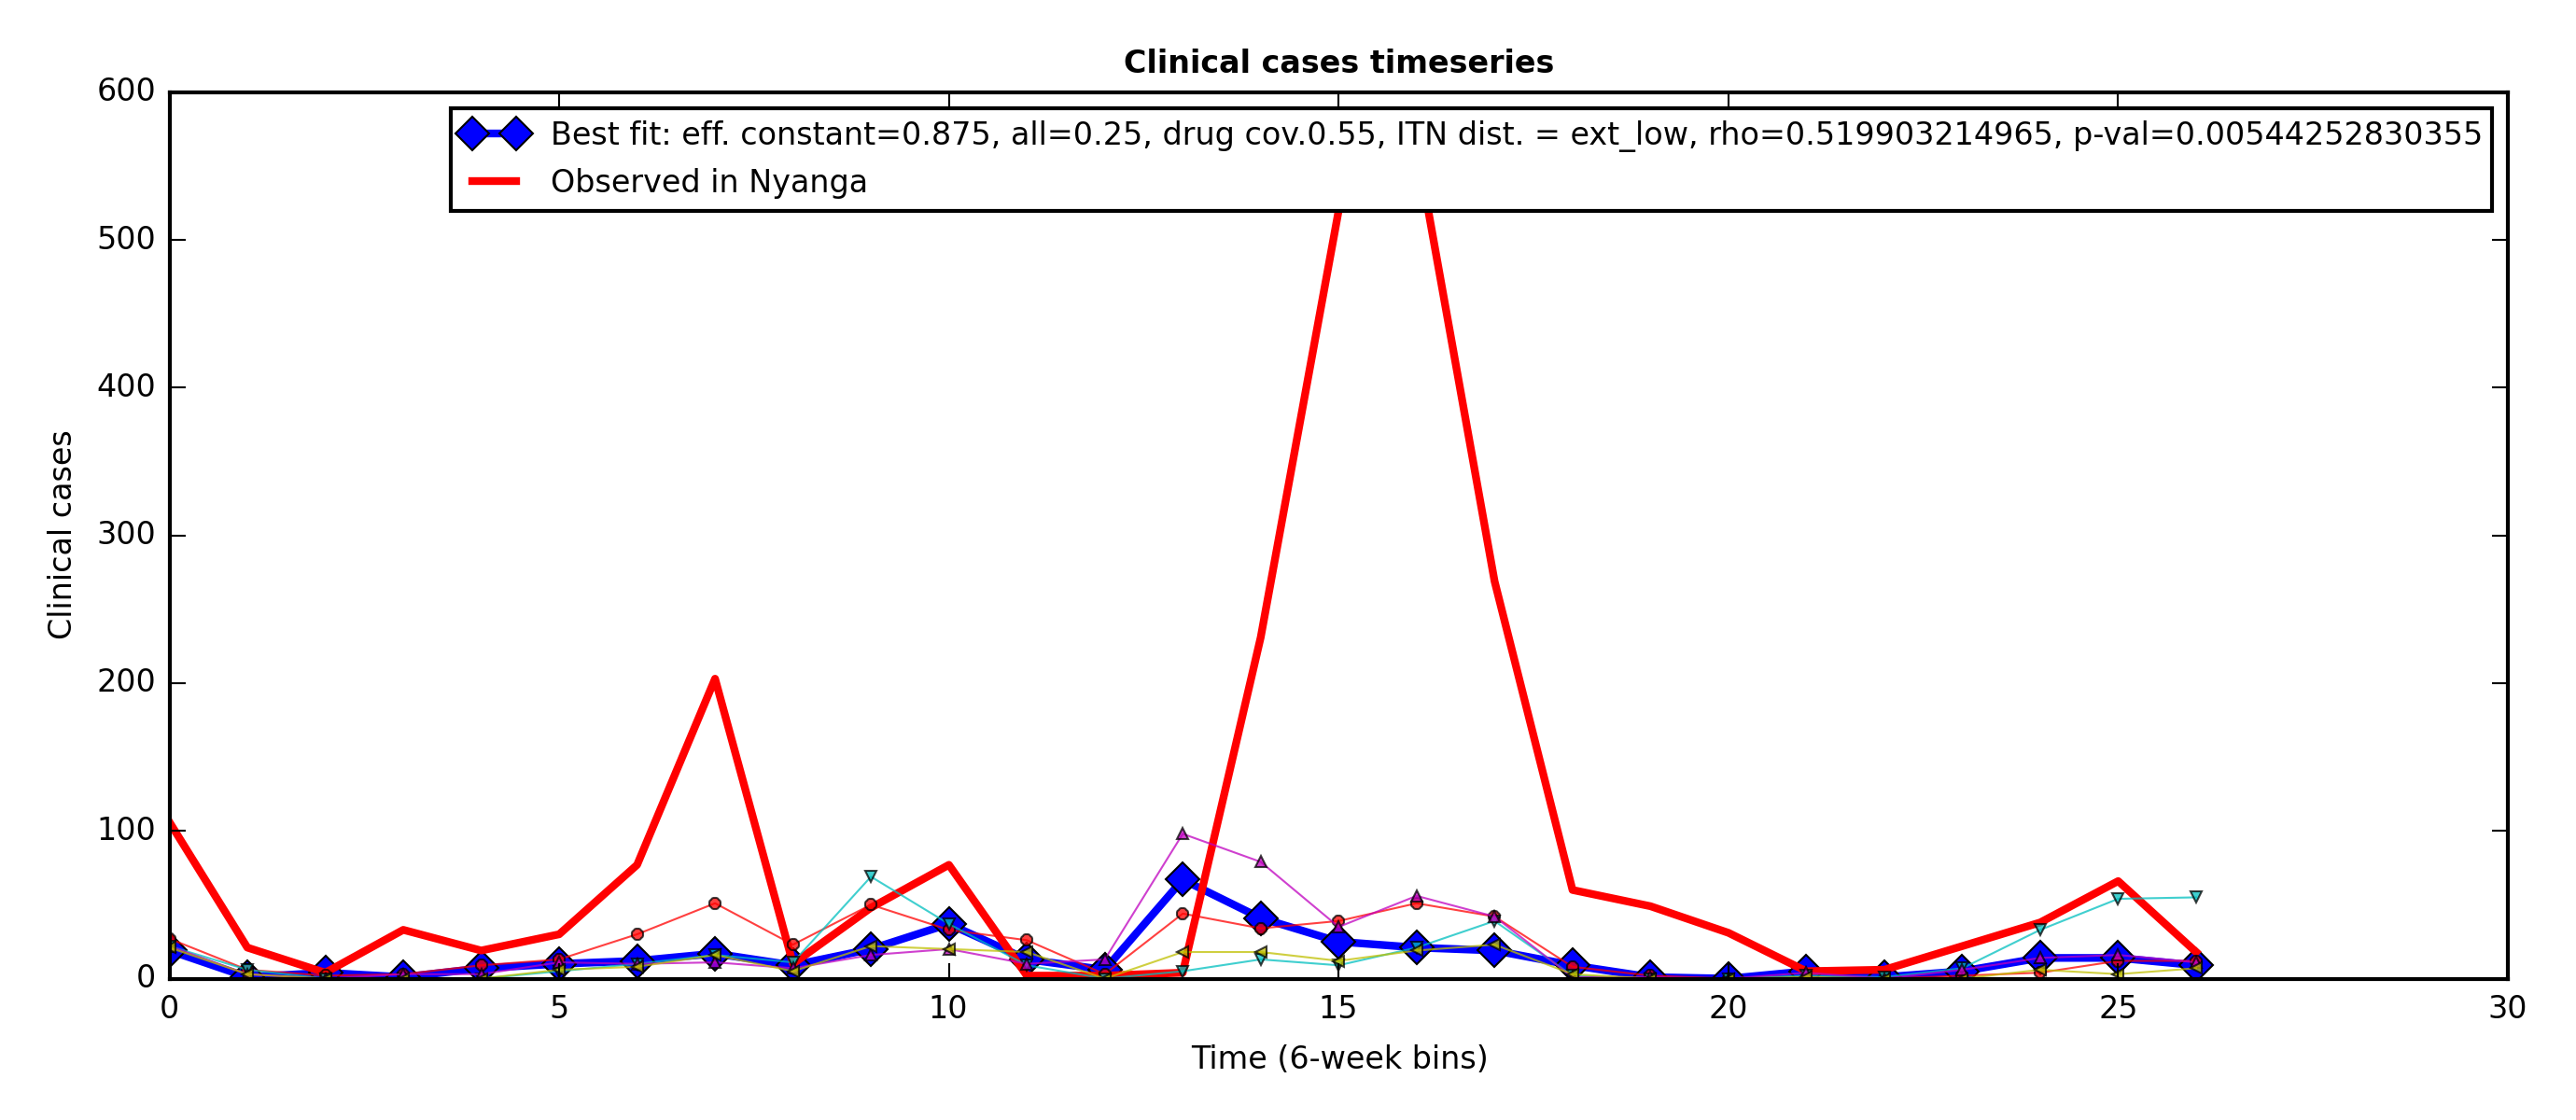 Clinical cases timeseries
600
500
400
300
200
100
0
Clinical cases
Best fit: eff. constant=0.875, all=0.25, drug cov.0.55, ITN dist. = ext_low, rho=0.519903214965, p-val=0.00544252830355
Observed in Nyanga
0 5 10 15 20 25 30
Time (6-week bins)